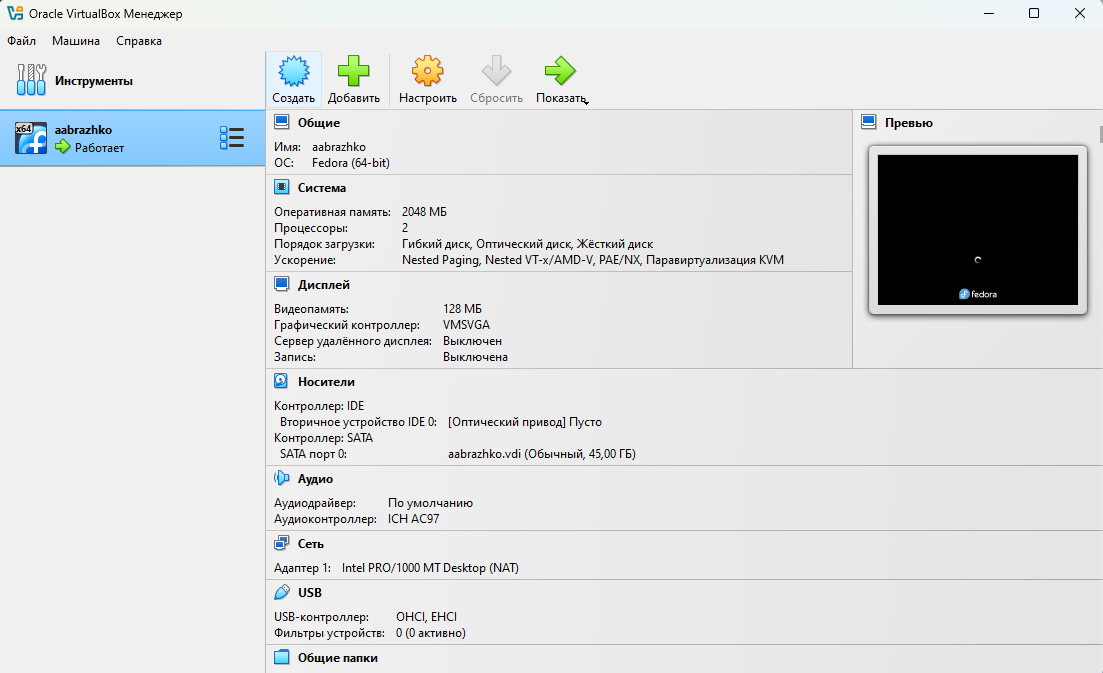 Oracle VirtualBox Менеджер
Файл Машина Справка
Инструменты
Создать Добавить Настроить Сбросить Показать
x64
aabrazhko
Работает
Общие
Имя: aabrazhko
ОС: Fedora (64-bit)
Система
Оперативная память: 2048 МБ
Процессоры: 2
Порядок загрузки: Гибкий диск, Оптический диск, Жёсткий диск
Ускорение: Nested Paging, Nested VT-x/AMD-V, PAE/NX, Паравиртуализация KVM
Дисплей
Видеопамять: 128 МБ
Графический контроллер: VMSVGA
Сервер удалённого дисплея: Выключен
Запись: Выключена
Превью
fedora
Носители
Контроллер: IDE
Вторичное устройство IDE 0: [Оптический привод] Пусто
Контроллер: SATA
SATA порт 0: aabrazhko.vdi (Обычный, 45,00 ГБ)
Аудио
Аудиодрайвер: По умолчанию
Аудиоконтроллер: ICH AC97
Сеть
Адаптер 1: Intel PRO/1000 MT Desktop (NAT)
USB
USB-контроллер: OHCI, EHCI
Фильтры устройств: 0 (0 активно)
Общие папки